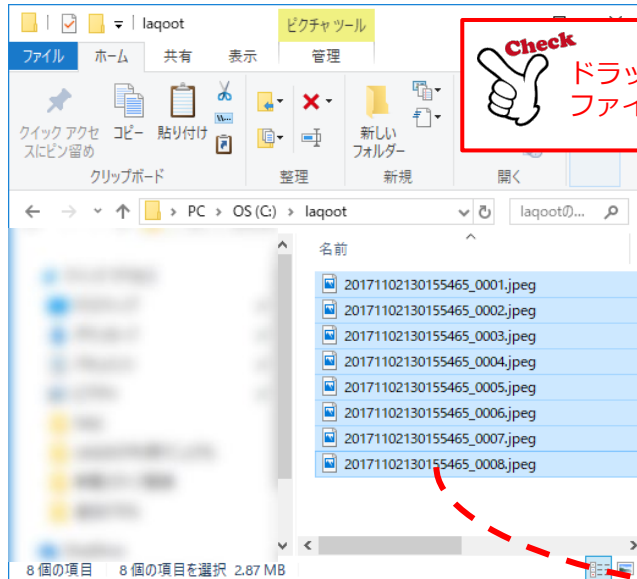 laqoot
ピクチャ ツール
ファイル ホーム 共有 表示 管理
Check
ドラッ
ファイ
クイック アクセ
スにピン留め
コピー
貼り付け
新しい
フォルダー
クリップボード 整理 新規 開く
PC › OS (C:) › laqoot
laqootの...
名前
20171102130155465_0001.jpeg
20171102130155465_0002.jpeg
20171102130155465_0003.jpeg
20171102130155465_0004.jpeg
20171102130155465_0005.jpeg
20171102130155465_0006.jpeg
20171102130155465_0007.jpeg
20171102130155465_0008.jpeg
8 個の項目 8 個の項目を選択 2.87 MB